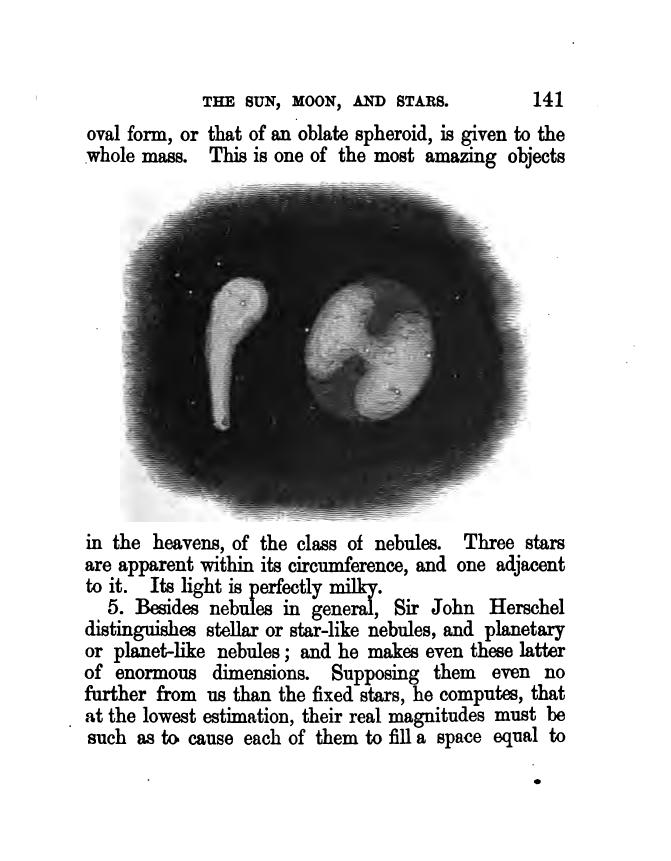 THE SUN, MOON, AND STARS. 141
oval form, or that of an oblate spheroid, is given to the
whole mass. This is one of the most amazing objects
in the heavens, of the class of nebules. Three stars
are apparent within its circumference, and one adjacent
to it. Its light is perfectly milky.
5. Besides nebules in general, Sir John Herschel
distinguishes stellar or star-like nebules, and planetary
or planet-like nebules; and he makes even these latter
of enormous dimensions. Supposing them even no
further from us than the fixed stars, he computes, that
at the lowest estimation, their real magnitudes must be
such as to cause each of them to fill a space equal to